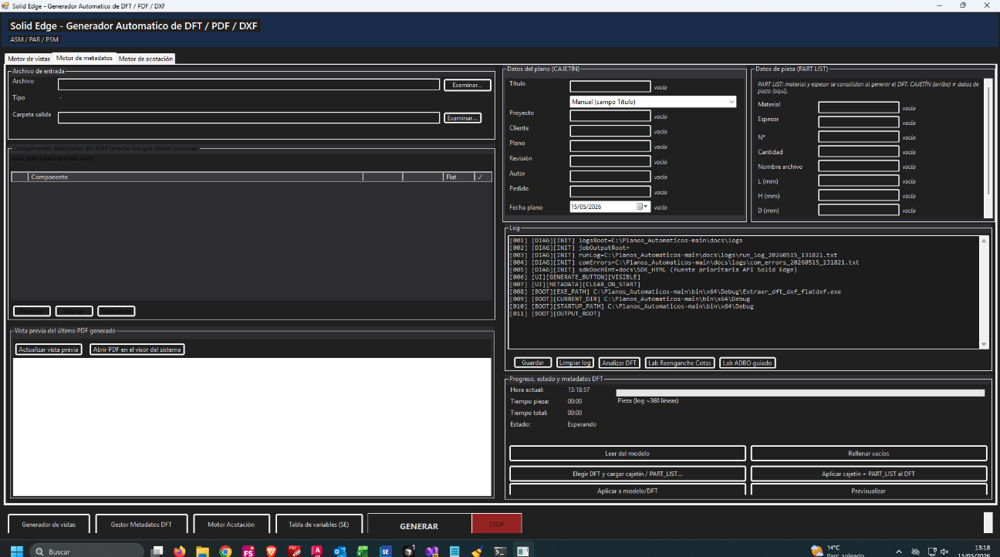 Solid Edge - Generador Automatico de DFT / PDF / DXF
Solid Edge - Generador Automatico de DFT / PDF / DXF
ASM / PAR / PSM
Motor de vistas
Motor de metadatos
Motor de acotación
Archivo de entrada
Archivo
Examinar...
Tipo
-
Carpeta salida
Examinar...
Componentes detectados del ASM (marcar los que deseas procesar)
Solo aplica para entrada ASM.
Componente
Flat
✓
Vista previa del último PDF generado
Actualizar vista previa
Abrir PDF en el visor del sistema
Datos del plano (CAJETÍN)
Título
vacío
Manual (campo Título)
Proyecto
vacío
Cliente
vacío
Plano
vacío
Revisión
vacío
Autor
vacío
Pedido
vacío
Fecha plano
15/05/2026
vacío
Datos de pieza (PART LIST)
PART LIST: material y espesor se consolidan al generar el DFT. CAJETÍN (arriba) ≠ datos de
pieza (aquí).
Material
vacío
Espesor
vacío
Nº
vacío
Cantidad
vacío
Nombre archivo
vacío
L (mm)
vacío
H (mm)
vacío
D (mm)
vacío
Log
[001] [DIAG][INIT] logsRoot=C:\Planos_Automaticos-main\docs\logs
[002] [DIAG][INIT] jobOutputRoot=
[003] [DIAG][INIT] runLog=C:\Planos_Automaticos-main\docs\logs\run_log_20260515_131821.txt
[004] [DIAG][INIT] comErrors=C:\Planos_Automaticos-main\docs\logs\com_errors_20260515_131821.txt
[005] [DIAG][INIT] sdkDocHint=docs\SDK_HTML (fuente prioritaria API Solid Edge)
[006] [UI][GENERATE_BUTTON][VISIBLE]
[007] [UI][METADATA][CLEAR_ON_START]
[008] [BOOT][EXE_PATH] C:\Planos_Automaticos-main\bin\x64\Debug\Extraer_dft_dxf_flatdxf.exe
[009] [BOOT][CURRENT_DIR] C:\Planos_Automaticos-main\bin\x64\Debug
[010] [BOOT][STARTUP_PATH] C:\Planos_Automaticos-main\bin\x64\Debug
[011] [BOOT][OUTPUT_ROOT]
Guardar
Limpiar log
Analizar DFT
Lab Reenganche Cotas
Lab ADBO guiado
Progreso, estado y metadatos DFT
Hora actual:
13:18:57
Tiempo pieza:
00:00
Pieza (log ~360 líneas)
Tiempo total:
00:00
Estado:
Esperando
Leer del modelo
Rellenar vacíos
Elegir DFT y cargar cajetín / PART_LIST...
Aplicar cajetín + PART_LIST al DFT
Aplicar a modelo/DFT
Previsualizar
Generador de vistas
Gestor Metadatos DFT
Motor Acotación
Tabla de variables (SE)
GENERAR
STOP
Buscar
14°C
Parc. soleado
13:18
15/05/2026